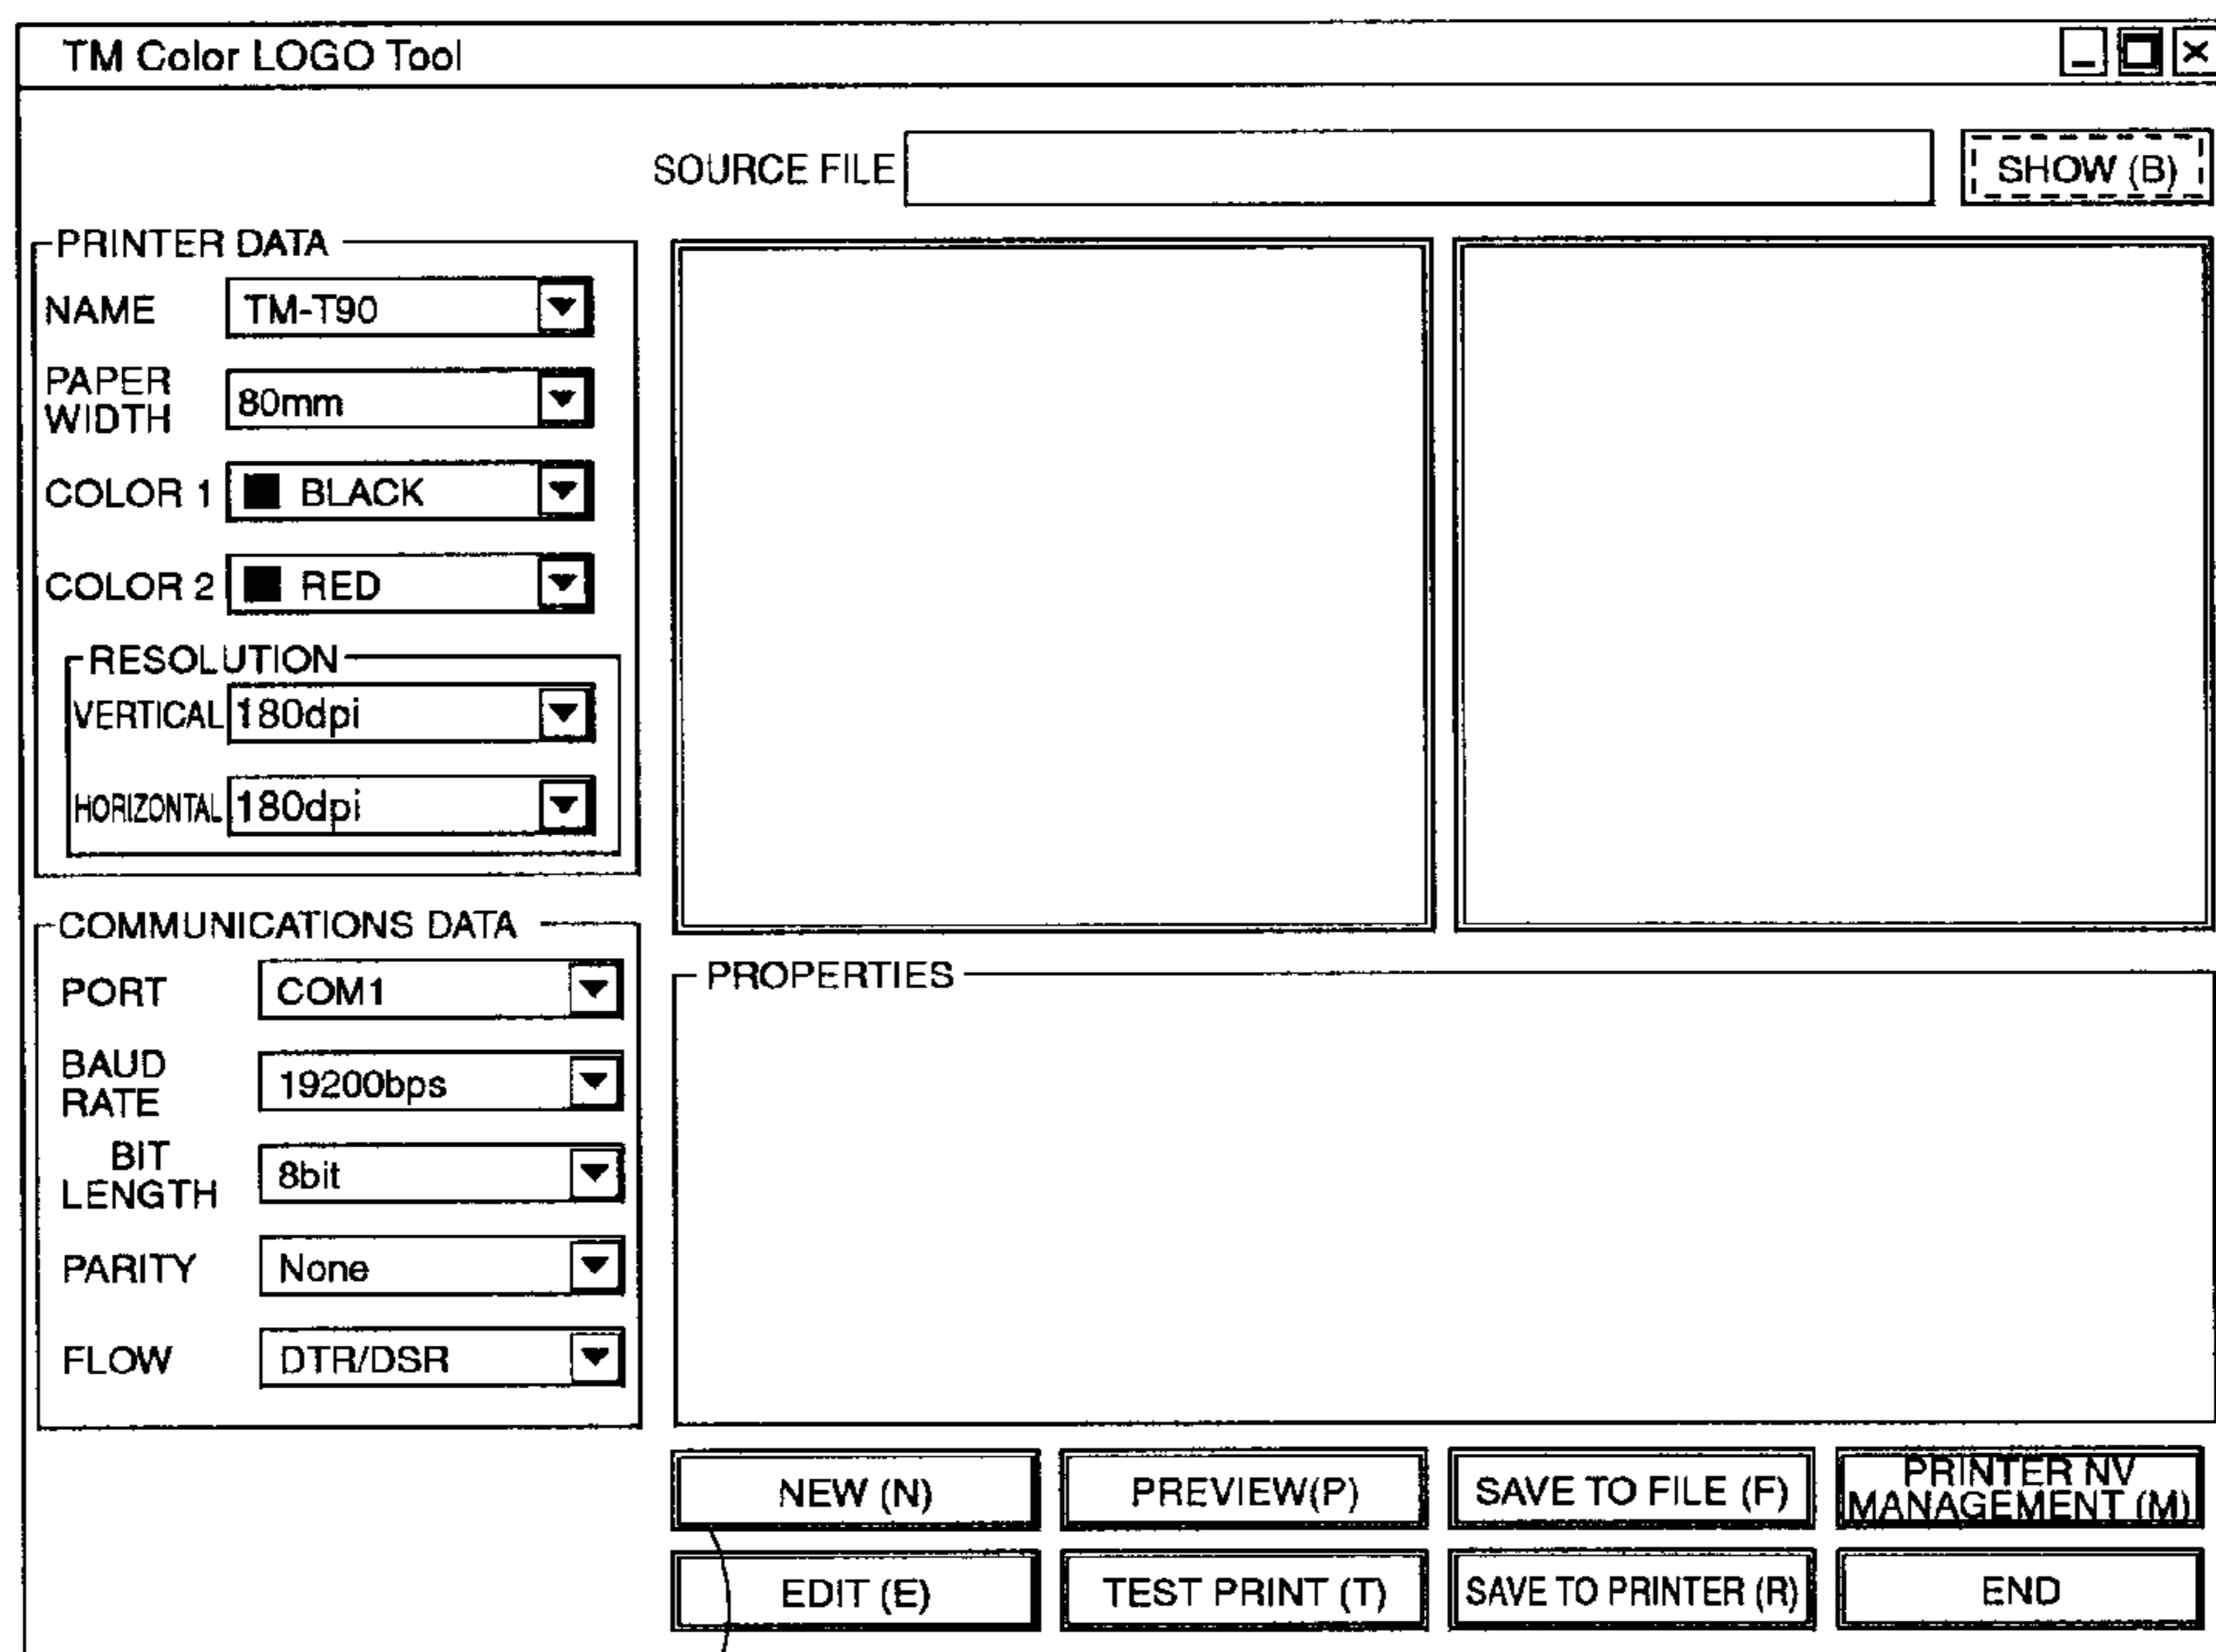 TM Color LOGO Tool
SOURCE FILE
SHOW (B)
PRINTER DATA
NAME
TM-T90
PAPER
WIDTH
80mm
COLOR 1
BLACK
COLOR 2
RED
RESOLUTION
VERTICAL
180dpi
HORIZONTAL
180dpi
COMMUNICATIONS DATA
PORT
COM1
BAUD
RATE
19200bps
BIT
LENGTH
8bit
PARITY
None
FLOW
DTR/DSR
PROPERTIES
NEW (N)
PREVIEW(P)
SAVE TO FILE (F)
PRINTER NV
MANAGEMENT (M)
EDIT (E)
TEST PRINT (T)
SAVE TO PRINTER (R)
END